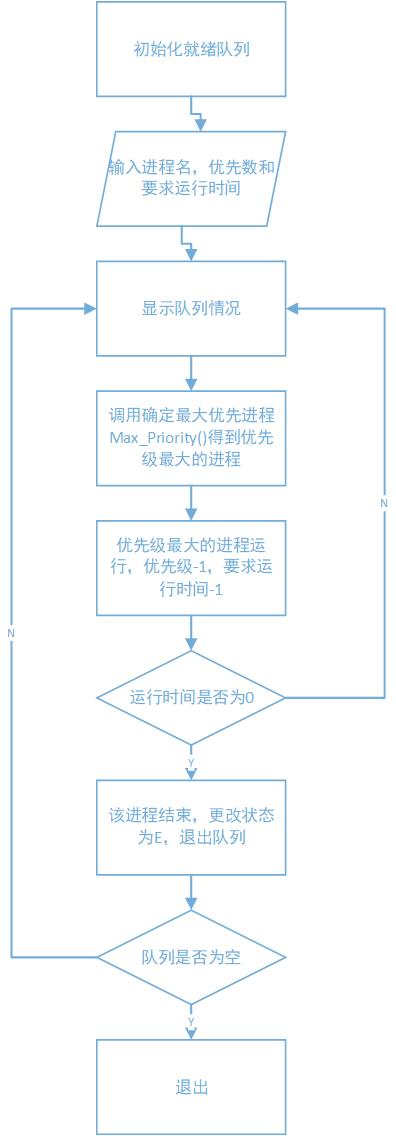 初始化就绪队列
输入进程名，优先数和
要求运行时间
显示队列情况
调用确定最大优先进程
Max_Priority()得到优先
级最大的进程
N
优先级最大的进程运
行，优先级-1，要求运
行时间-1
N
运行时间是否为0
Y
该进程结束，更改状态
为E，退出队列
队列是否为空
Y
退出